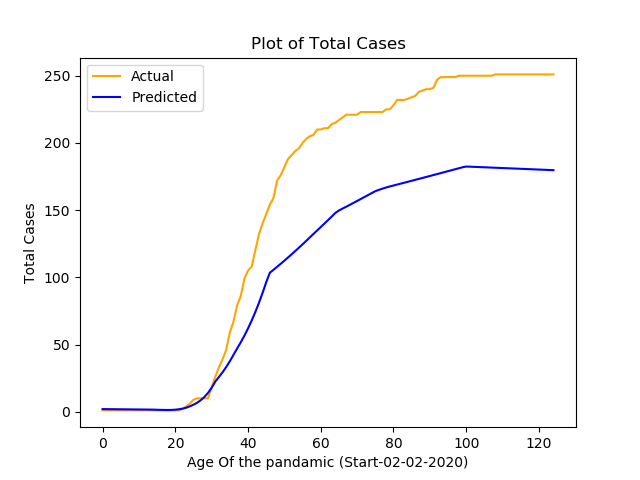 Plot of Total Cases
Actual
Predicted
250
200
150
100
50
0
Total Cases
0 20 40 60 80 100 120
Age Of the pandamic (Start-02-02-2020)